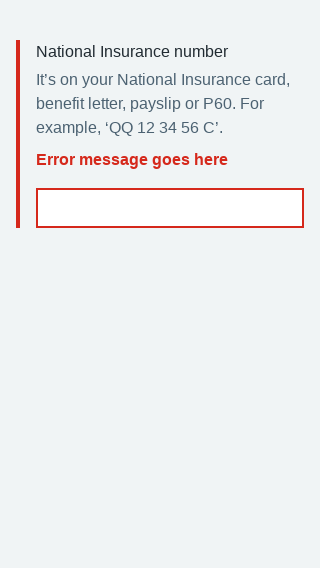 National Insurance number
It's on your National Insurance card,
benefit letter, payslip or P60. For
example, ‘QQ 12 34 56 C’.
Error message goes here